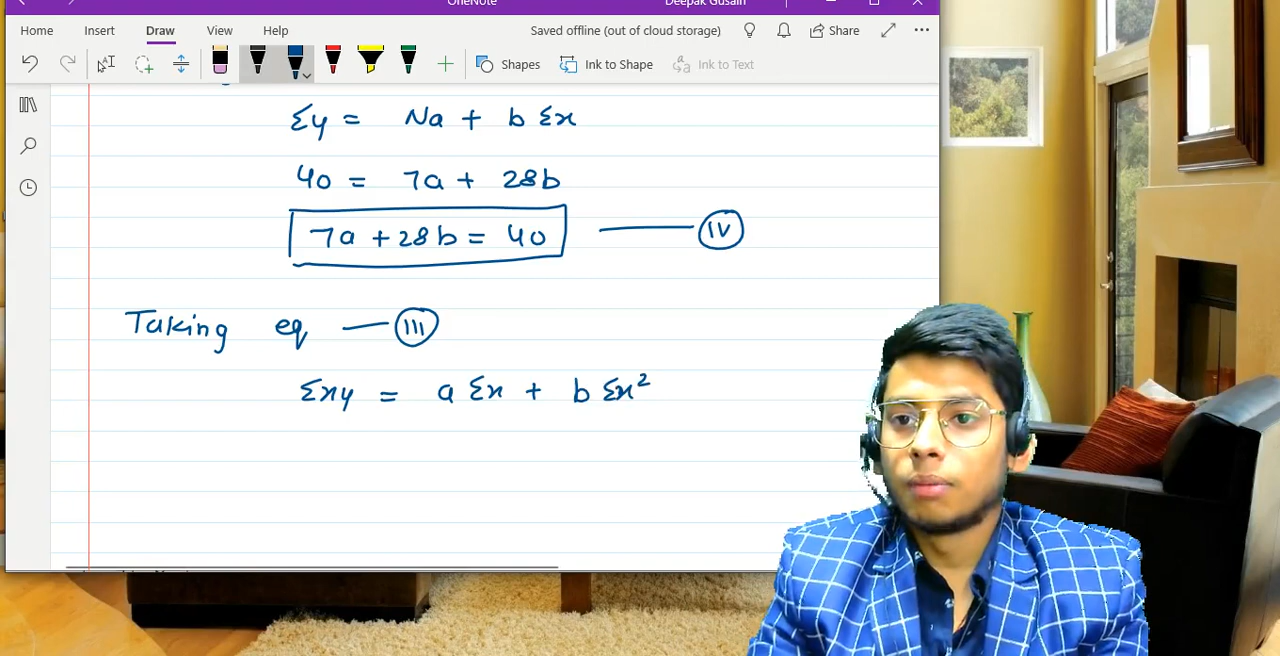 OneNote
Deepak Gusain
Home Insert Draw View Help Saved offline (out of cloud storage) Share
Shapes Ink to Shape Ink to Text
Σy = Na + b Σx
40 = 7a + 28b
7a + 28b = 40 — IV
Taking eq — III
Σxy = a Σx + b Σx²